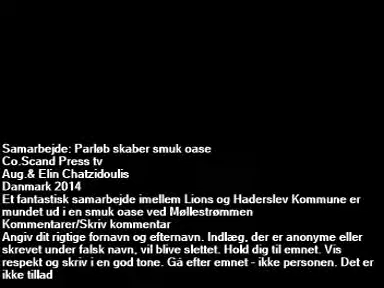 Samarbejde: Parløb skaber smuk oase
Co.Scand Press tv
Aug.& Elin Chatzidoulis
Danmark 2014
Et fantastisk samarbejde imellem Lions og Haderslev Kommune er
mundet ud i en smuk oase ved Møllestrømmen
Kommentarer/Skriv kommentar
Angiv dit rigtige fornavn og efternavn. Indlæg, der er anonyme eller
skrevet under falsk navn, vil blive slettet. Hold dig til emnet. Vis
respekt og skriv i en god tone. Gå efter emnet - ikke personen. Det er
ikke tillad